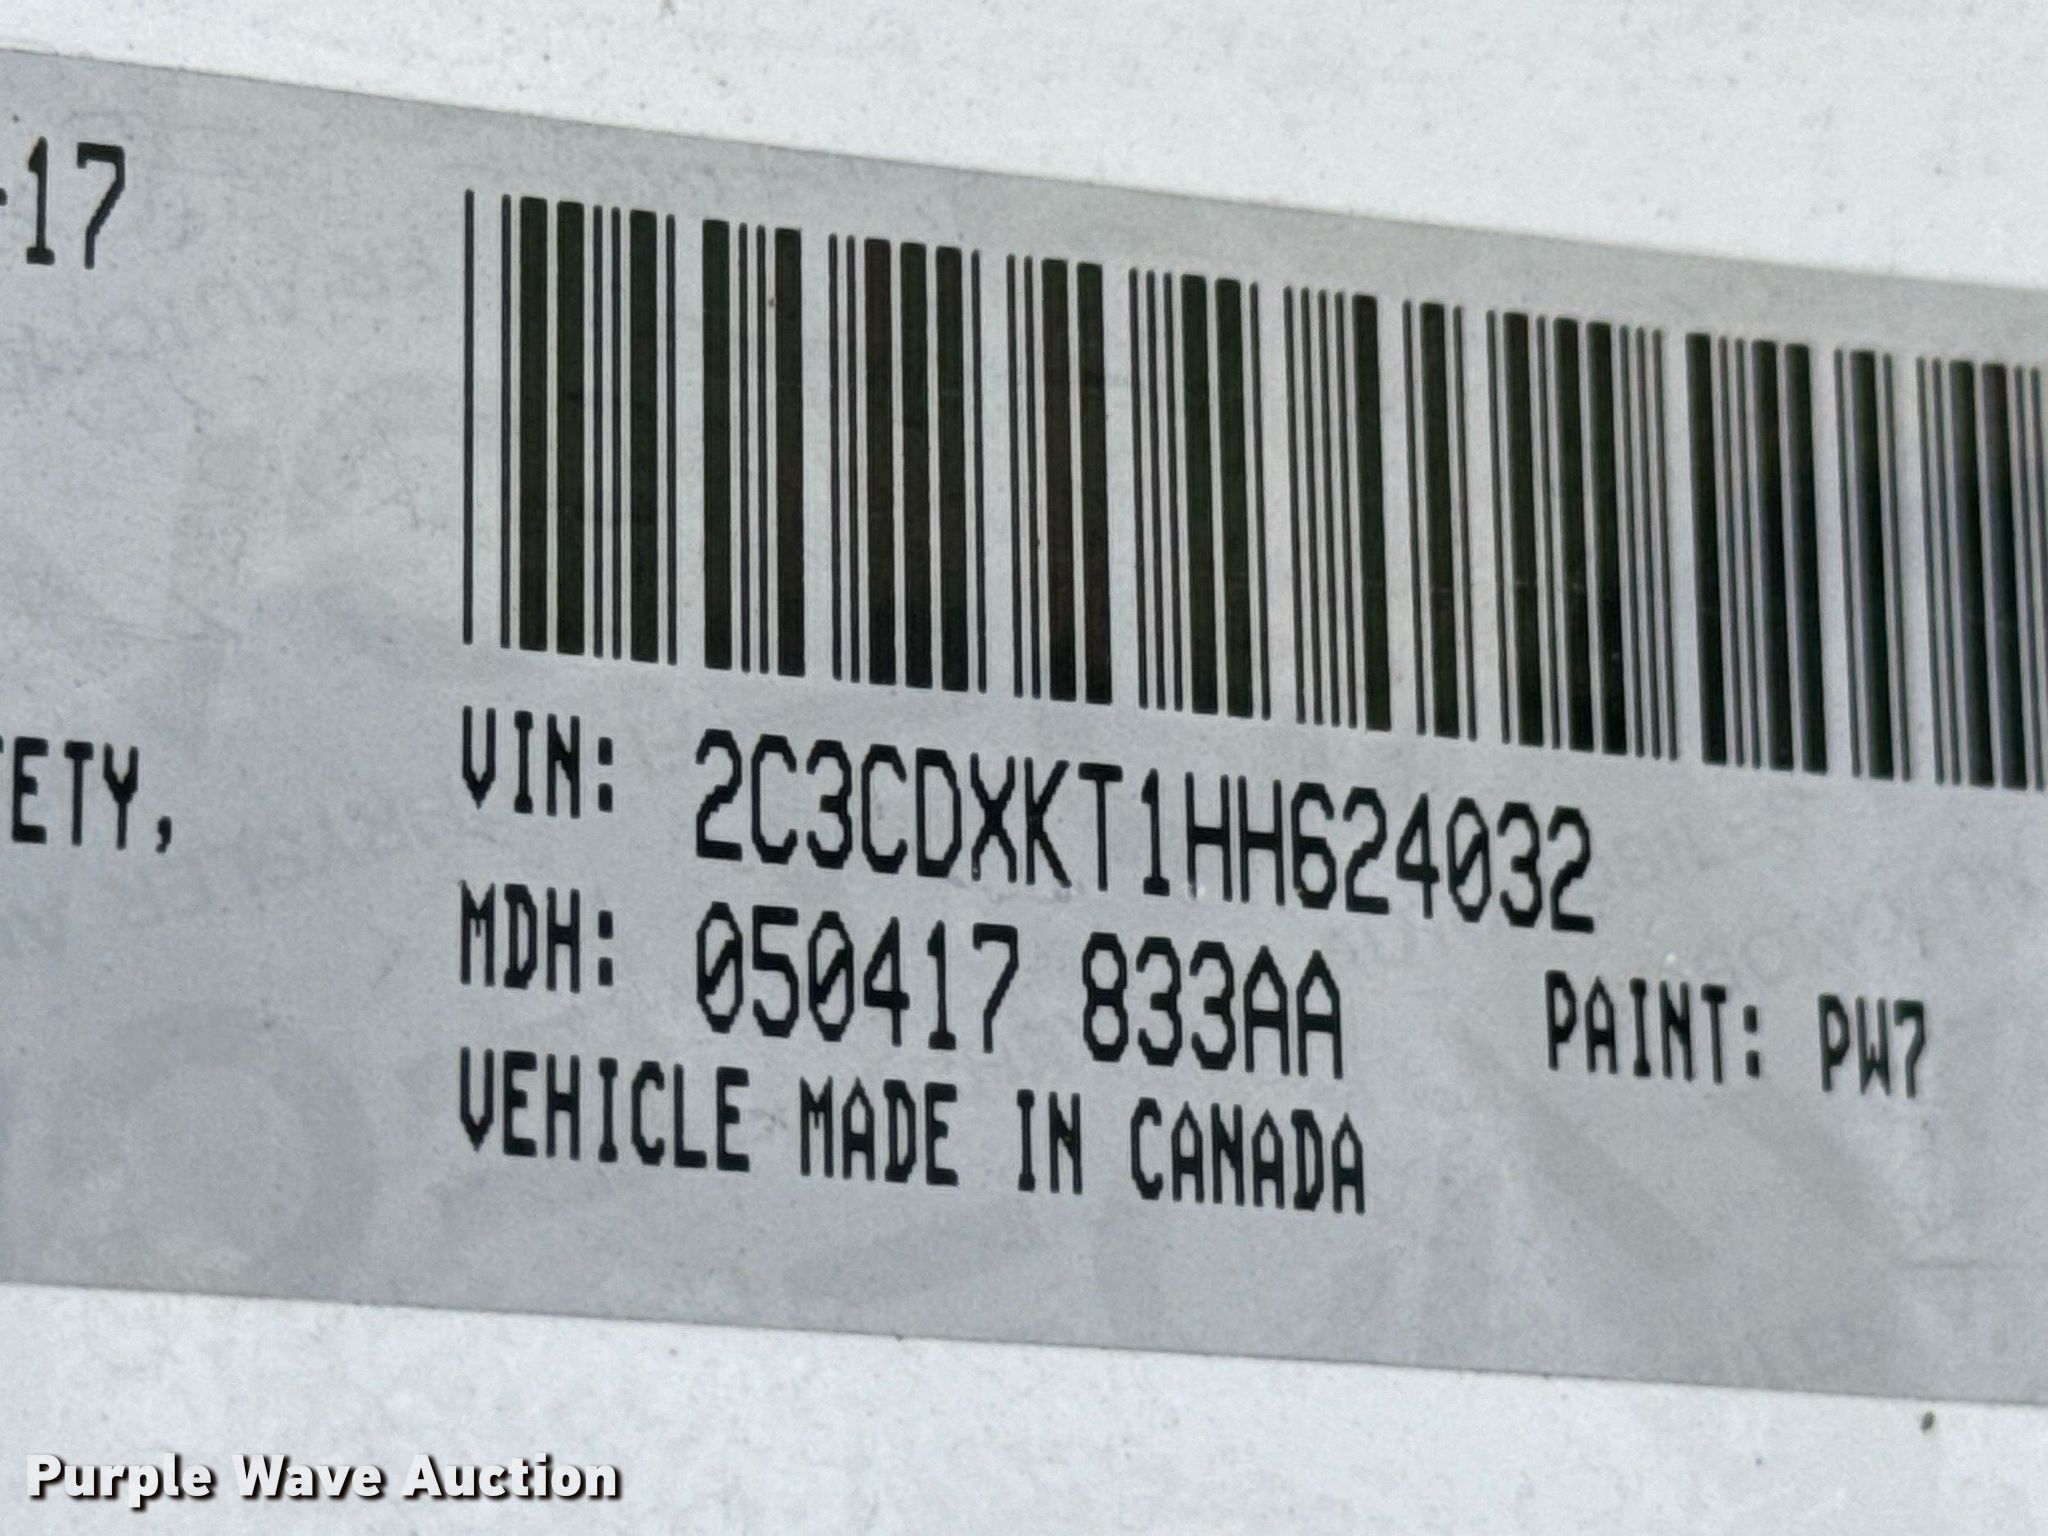 -17
ETY,
VIN: 2C3CDXKT1HH624032
MDH: 050417 833AA PAINT: PW7
VEHICLE MADE IN CANADA
Purple Wave Auction